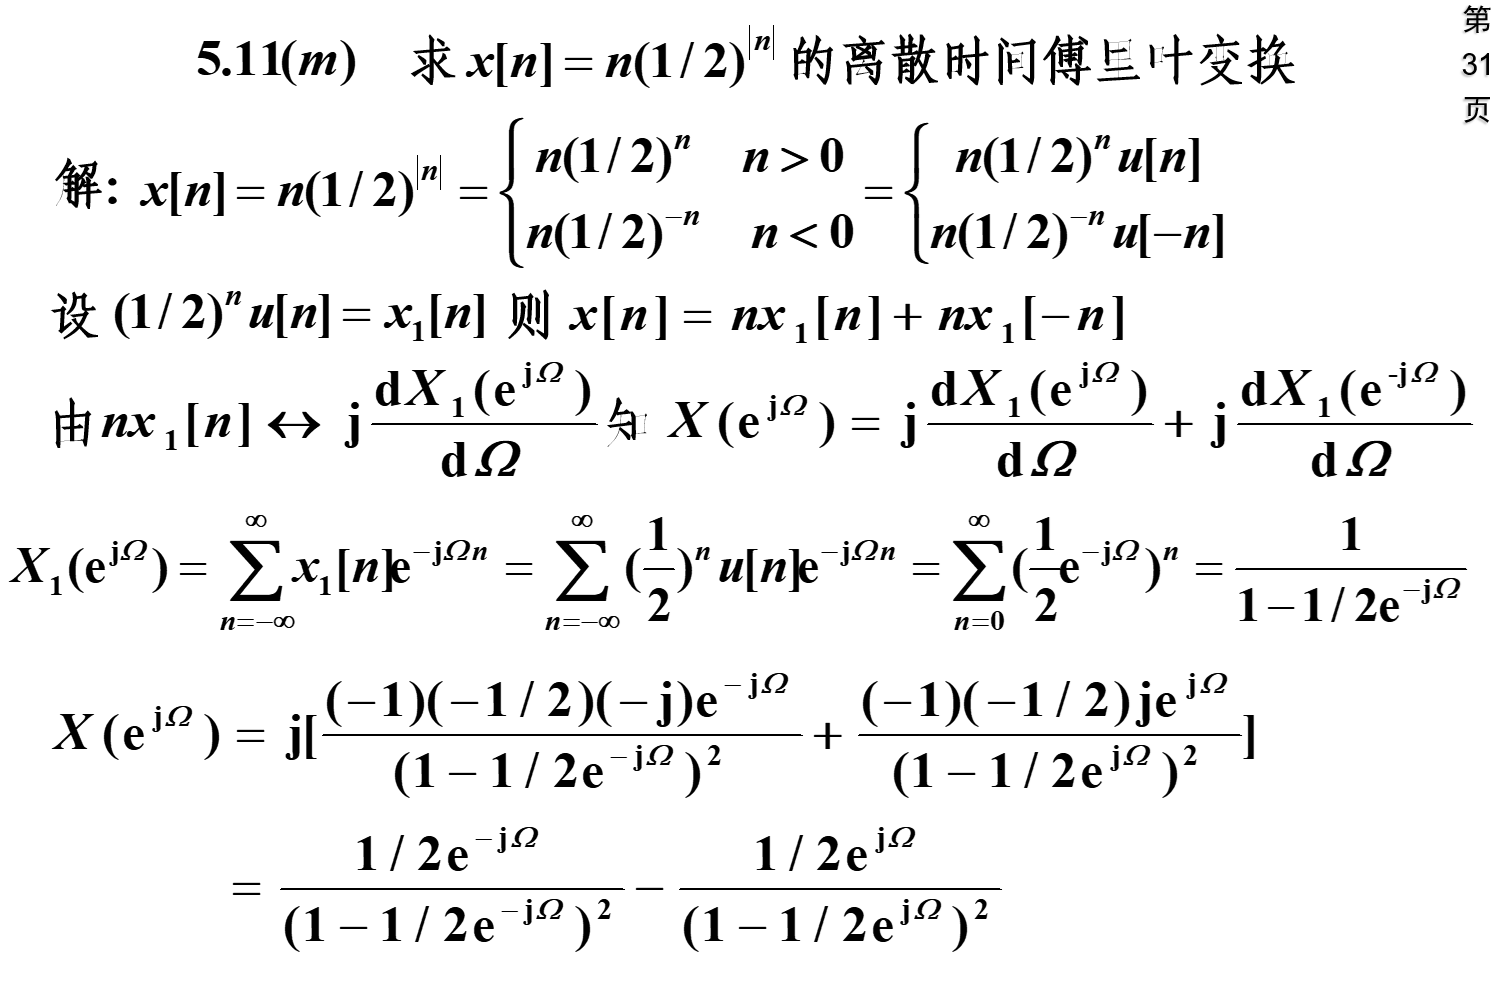 5.11(m) 求 x[n] = n(1/2)^{|n|} 的离散时间傅里叶变换
第31页
解: x[n] = n(1/2)^{|n|} = { n(1/2)^n n > 0; n(1/2)^{-n} n < 0 = { n(1/2)^n u[n]; n(1/2)^{-n} u[-n]
设 (1/2)^n u[n] = x_1[n] 则 x[n] = nx_1[n] + nx_1[-n]
由 nx_1[n] ↔ j dX_1(e^{jΩ})/dΩ 知 X(e^{jΩ}) = j dX_1(e^{jΩ})/dΩ + j dX_1(e^{-jΩ})/dΩ
X_1(e^{jΩ}) = ∑_{n=-∞}^{∞} x_1[n]e^{-jΩn} = ∑_{n=-∞}^{∞} (1/2)^n u[n]e^{-jΩn} = ∑_{n=0}^{∞} (1/2 e^{-jΩ})^n = 1/(1-1/2e^{-jΩ})
X(e^{jΩ}) = j[ (-1)(-1/2)(-j)e^{-jΩ}/(1-1/2e^{-jΩ})^2 + (-1)(-1/2)je^{jΩ}/(1-1/2e^{jΩ})^2 ]
= 1/2e^{-jΩ}/(1-1/2e^{-jΩ})^2 - 1/2e^{jΩ}/(1-1/2e^{jΩ})^2